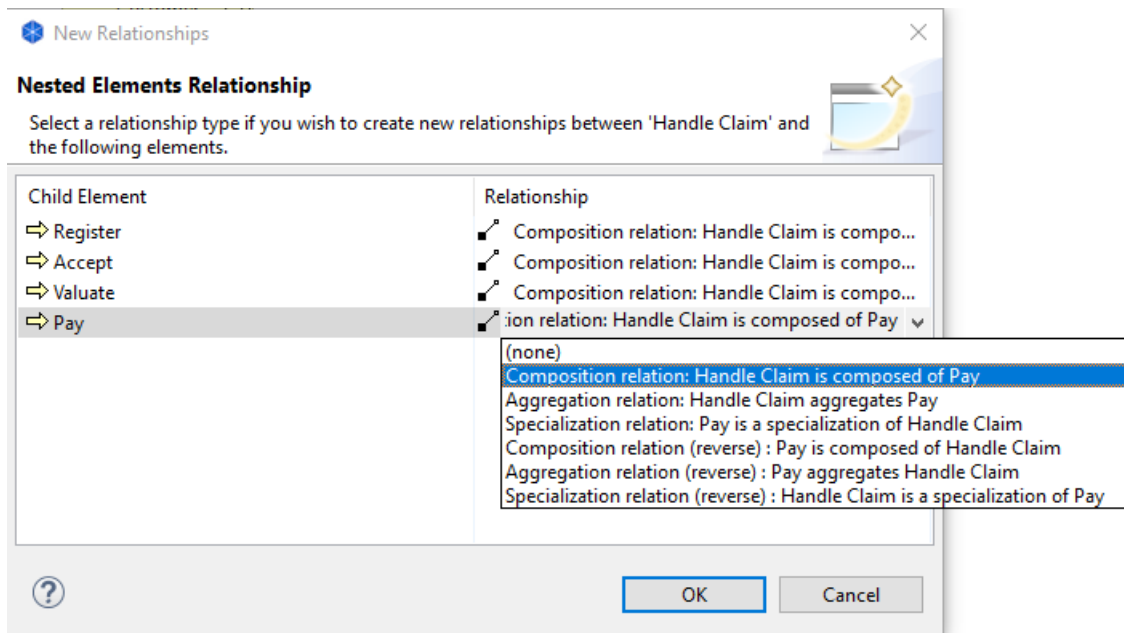 New Relationships
Nested Elements Relationship
Select a relationship type if you wish to create new relationships between 'Handle Claim' and
the following elements.
Child Element Relationship
Register Composition relation: Handle Claim is compo...
Accept Composition relation: Handle Claim is compo...
Valuate Composition relation: Handle Claim is compo...
Pay ion relation: Handle Claim is composed of Pay
(none)
Composition relation: Handle Claim is composed of Pay
Aggregation relation: Handle Claim aggregates Pay
Specialization relation: Pay is a specialization of Handle Claim
Composition relation (reverse) : Pay is composed of Handle Claim
Aggregation relation (reverse) : Pay aggregates Handle Claim
Specialization relation (reverse) : Handle Claim is a specialization of Pay
? OK Cancel